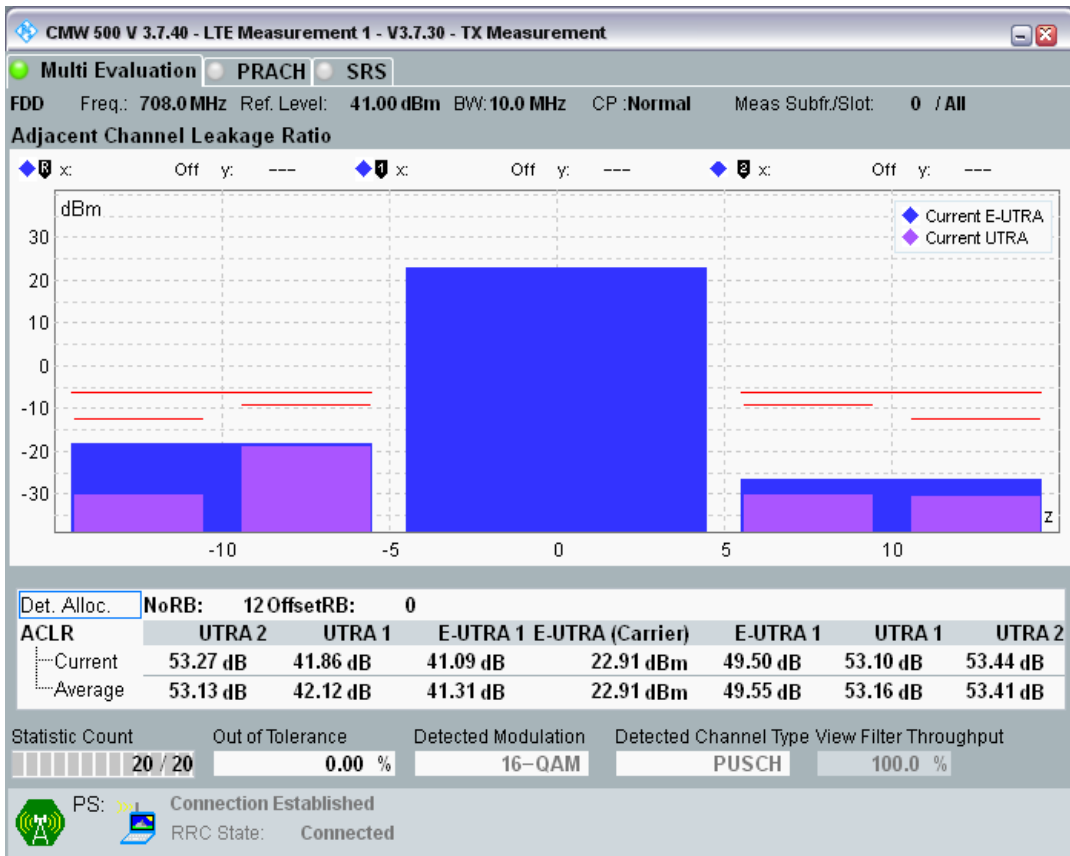 CMW 500 V 3.7.40 - LTE Measurement 1 - V3.7.30 - TX Measurement
Multi Evaluation PRACH SRS
FDD Freq.: 708.0 MHz Ref. Level: 41.00 dBm BW: 10.0 MHz CP :Normal Meas Subfr./Slot: 0 / All
Adjacent Channel Leakage Ratio
R x: Off y: --- 1 x: Off y: --- 2 x: Off y: ---
dBm
Current E-UTRA
Current UTRA
30
20
10
0
-10
-20
-30
z
-10 -5 0 5 10
Det. Alloc. NoRB: 12 OffsetRB: 0
ACLR UTRA 2 UTRA 1 E-UTRA 1 E-UTRA (Carrier) E-UTRA 1 UTRA 1 UTRA 2
Current 53.27 dB 41.86 dB 41.09 dB 22.91 dBm 49.50 dB 53.10 dB 53.44 dB
Average 53.13 dB 42.12 dB 41.31 dB 22.91 dBm 49.55 dB 53.16 dB 53.41 dB
Statistic Count Out of Tolerance Detected Modulation Detected Channel Type View Filter Throughput
20 / 20 0.00 % 16-QAM PUSCH 100.0 %
PS: Connection Established
RRC State: Connected